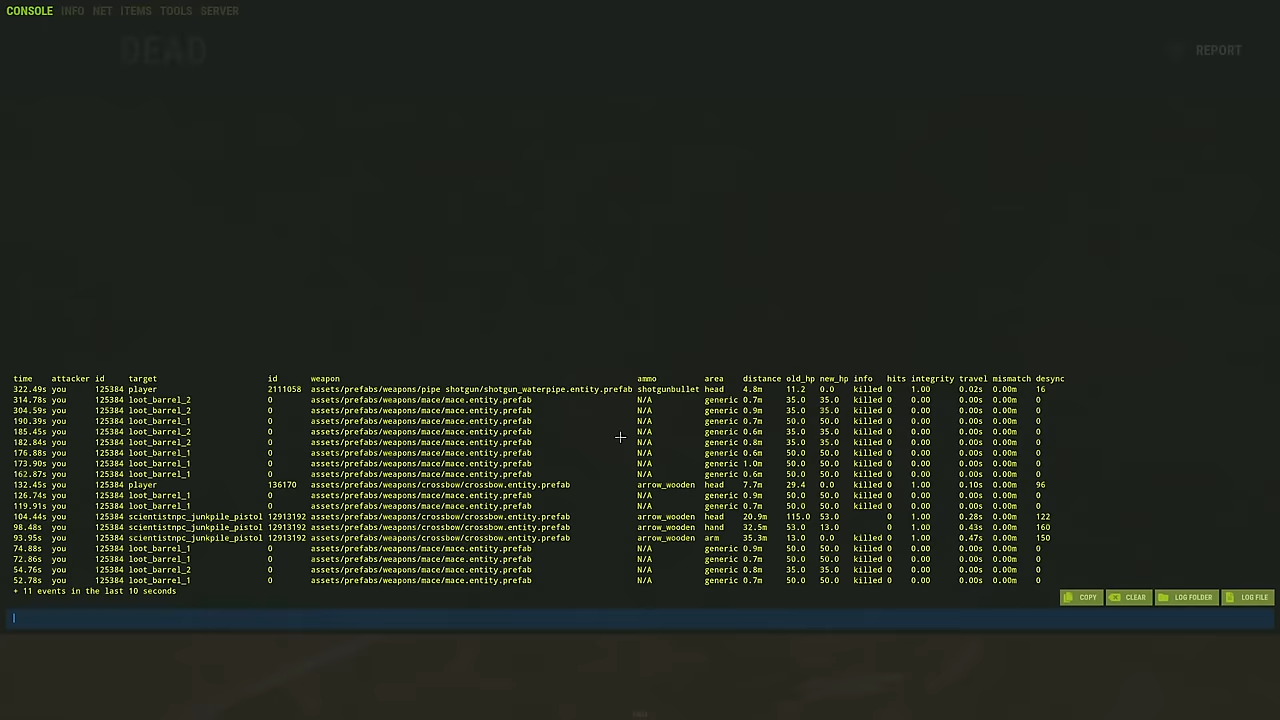 CONSOLE INFO NET ITEMS TOOLS SERVER
DEAD
REPORT
time attacker id target id weapon ammo area distance old_hp new_hp info hits integrity travel mismatch desync
322.49s you 125384 player 2111058 assets/prefabs/weapons/pipe shotgun/shotgun_waterpipe.entity.prefab shotgunbullet head 4.8m 11.2 0.0 killed 0 1.00 0.02s 0.00m 16
314.78s you 125384 loot_barrel_2 0 assets/prefabs/weapons/mace/mace.entity.prefab N/A generic 0.7m 35.0 35.0 killed 0 0.00 0.00s 0.00m 0
304.59s you 125384 loot_barrel_2 0 assets/prefabs/weapons/mace/mace.entity.prefab N/A generic 0.9m 35.0 35.0 killed 0 0.00 0.00s 0.00m 0
190.39s you 125384 loot_barrel_1 0 assets/prefabs/weapons/mace/mace.entity.prefab N/A generic 0.7m 50.0 50.0 killed 0 0.00 0.00s 0.00m 0
185.45s you 125384 loot_barrel_2 0 assets/prefabs/weapons/mace/mace.entity.prefab N/A generic 0.6m 35.0 35.0 killed 0 0.00 0.00s 0.00m 0
182.84s you 125384 loot_barrel_2 0 assets/prefabs/weapons/mace/mace.entity.prefab N/A generic 0.8m 35.0 35.0 killed 0 0.00 0.00s 0.00m 0
176.88s you 125384 loot_barrel_1 0 assets/prefabs/weapons/mace/mace.entity.prefab N/A generic 0.6m 50.0 50.0 killed 0 0.00 0.00s 0.00m 0
173.90s you 125384 loot_barrel_1 0 assets/prefabs/weapons/mace/mace.entity.prefab N/A generic 1.0m 50.0 50.0 killed 0 0.00 0.00s 0.00m 0
162.87s you 125384 loot_barrel_1 0 assets/prefabs/weapons/mace/mace.entity.prefab N/A generic 0.6m 50.0 50.0 killed 0 0.00 0.00s 0.00m 0
132.45s you 125384 player 136170 assets/prefabs/weapons/crossbow/crossbow.entity.prefab arrow_wooden head 7.7m 29.4 0.0 killed 0 1.00 0.10s 0.00m 96
126.74s you 125384 loot_barrel_1 0 assets/prefabs/weapons/mace/mace.entity.prefab N/A generic 0.9m 50.0 50.0 killed 0 0.00 0.00s 0.00m 0
119.91s you 125384 loot_barrel_1 0 assets/prefabs/weapons/mace/mace.entity.prefab N/A generic 0.7m 50.0 50.0 killed 0 0.00 0.00s 0.00m 0
104.44s you 125384 scientistnpc_junkpile_pistol 12913192 assets/prefabs/weapons/crossbow/crossbow.entity.prefab arrow_wooden head 20.9m 115.0 53.0 0 1.00 0.28s 0.00m 122
98.48s you 125384 scientistnpc_junkpile_pistol 12913192 assets/prefabs/weapons/crossbow/crossbow.entity.prefab arrow_wooden hand 32.5m 53.0 13.0 0 1.00 0.43s 0.00m 160
93.95s you 125384 scientistnpc_junkpile_pistol 12913192 assets/prefabs/weapons/crossbow/crossbow.entity.prefab arrow_wooden arm 35.3m 13.0 0.0 killed 0 1.00 0.47s 0.00m 150
74.88s you 125384 loot_barrel_1 0 assets/prefabs/weapons/mace/mace.entity.prefab N/A generic 0.9m 50.0 50.0 killed 0 0.00 0.00s 0.00m 0
72.86s you 125384 loot_barrel_1 0 assets/prefabs/weapons/mace/mace.entity.prefab N/A generic 0.7m 50.0 50.0 killed 0 0.00 0.00s 0.00m 0
54.76s you 125384 loot_barrel_2 0 assets/prefabs/weapons/mace/mace.entity.prefab N/A generic 0.8m 35.0 35.0 killed 0 0.00 0.00s 0.00m 0
52.78s you 125384 loot_barrel_1 0 assets/prefabs/weapons/mace/mace.entity.prefab N/A generic 0.7m 50.0 50.0 killed 0 0.00 0.00s 0.00m 0
+ 11 events in the last 10 seconds
COPY CLEAR LOG FOLDER LOG FILE